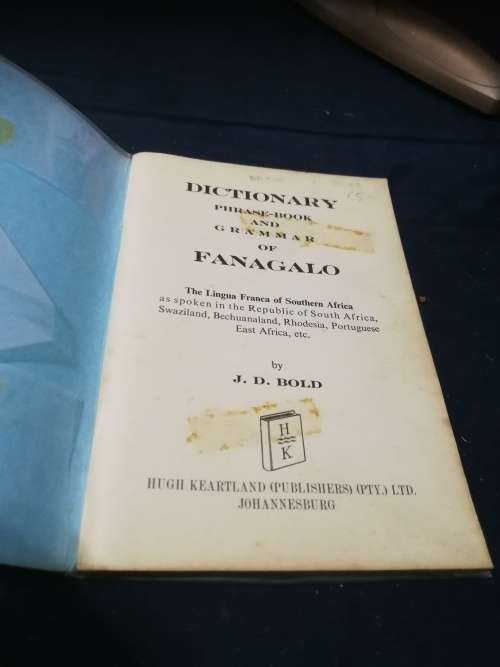 DICTIONARY
PHRASE-BOOK
AND
GRAMMAR
OF
FANAGALO
The Lingua Franca of Southern Africa
as spoken in the Republic of South Africa,
Swaziland, Bechuanaland, Rhodesia, Portuguese
East Africa, etc.
by
J. D. BOLD
H
K
HUGH KEARTLAND (PUBLISHERS) (PTY.) LTD.
JOHANNESBURG